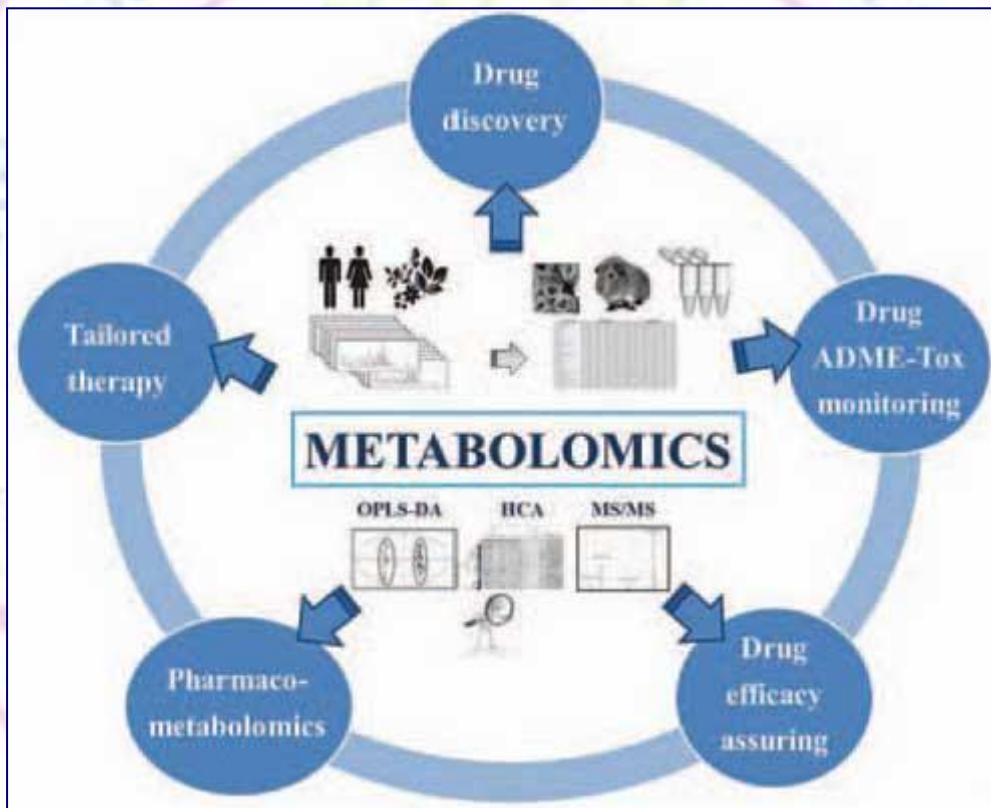 Drug
discovery
Tailored
therapy
Drug
ADME-Tox
monitoring
METABOLOMICS
OPLS-DA HCA MS/MS
Pharmaco-
metabolomics
Drug
efficacy
assuring